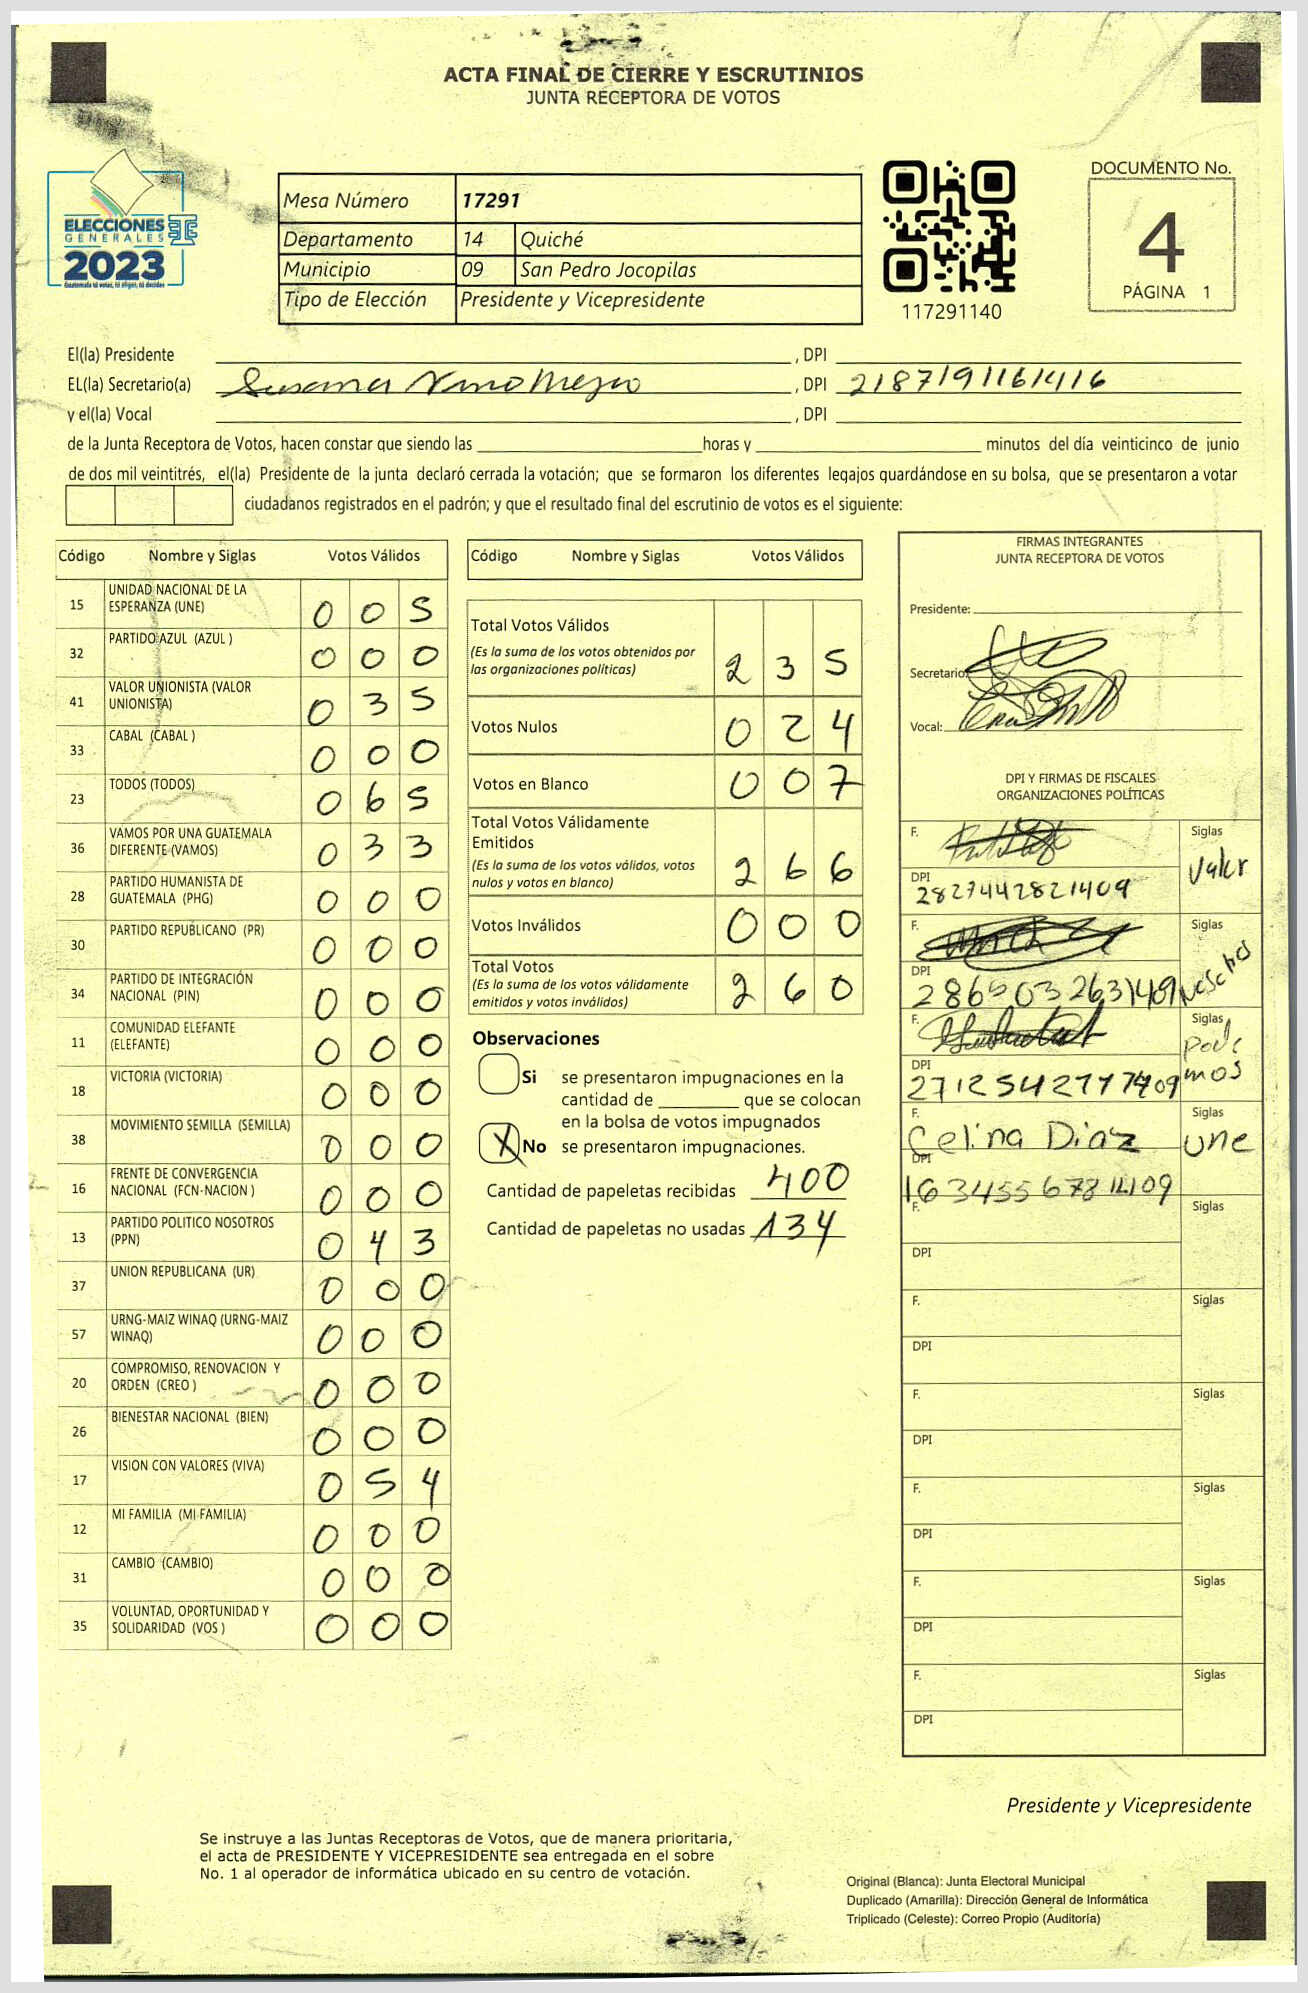 ACTA FINAL DE CIERRE Y ESCRUTINIOS
JUNTA RECEPTORA DE VOTOS
ELECCIONES
GENERALES
2023
Guatemala tú votas, tú eliges, tú decides
TSE
Mesa Número 17291
Departamento 14 Quiché
Municipio 09 San Pedro Jocopilas
Tipo de Elección Presidente y Vicepresidente
117291140
DOCUMENTO No.
4
PÁGINA 1
El(la) Presidente , DPI
EL(la) Secretario(a) Susana , DPI 2187191161416
y el(la) Vocal , DPI
de la Junta Receptora de Votos, hacen constar que siendo las horas y minutos del día veinticinco de junio
de dos mil veintitrés, el(la) Presidente de la junta declaró cerrada la votación; que se formaron los diferentes legajos quardándose en su bolsa, que se presentaron a votar
ciudadanos registrados en el padrón; y que el resultado final del escrutinio de votos es el siguiente:
Código Nombre y Siglas Votos Válidos
15 UNIDAD NACIONAL DE LA ESPERANZA (UNE) 0 0 5
32 PARTIDO AZUL (AZUL ) 0 0 0
41 VALOR UNIONISTA (VALOR UNIONISTA) 0 3 5
33 CABAL (CABAL ) 0 0 0
23 TODOS (TODOS) 0 6 5
36 VAMOS POR UNA GUATEMALA DIFERENTE (VAMOS) 0 3 3
28 PARTIDO HUMANISTA DE GUATEMALA (PHG) 0 0 0
30 PARTIDO REPUBLICANO (PR) 0 0 0
34 PARTIDO DE INTEGRACIÓN NACIONAL (PIN) 0 0 0
11 COMUNIDAD ELEFANTE (ELEFANTE) 0 0 0
18 VICTORIA (VICTORIA) 0 0 0
38 MOVIMIENTO SEMILLA (SEMILLA) 0 0 0
16 FRENTE DE CONVERGENCIA NACIONAL (FCN-NACION ) 0 0 0
13 PARTIDO POLITICO NOSOTROS (PPN) 0 4 3
37 UNION REPUBLICANA (UR) 0 0 0
57 URNG-MAIZ WINAQ (URNG-MAIZ WINAQ) 0 0 0
20 COMPROMISO, RENOVACION Y ORDEN (CREO ) 0 0 0
26 BIENESTAR NACIONAL (BIEN) 0 0 0
17 VISION CON VALORES (VIVA) 0 5 4
12 MI FAMILIA (MI FAMILIA) 0 0 0
31 CAMBIO (CAMBIO) 0 0 0
35 VOLUNTAD, OPORTUNIDAD Y SOLIDARIDAD (VOS ) 0 0 0
Código Nombre y Siglas Votos Válidos
Total Votos Válidos
(Es la suma de los votos obtenidos por
las organizaciones políticas) 2 3 5
Votos Nulos 0 2 4
Votos en Blanco 0 0 7
Total Votos Válidamente
Emitidos
(Es la suma de los votos válidos, votos
nulos y votos en blanco) 2 6 6
Votos Inválidos 0 0 0
Total Votos
(Es la suma de los votos válidamente
emitidos y votos inválidos) 2 6 0
Observaciones
Si se presentaron impugnaciones en la
cantidad de que se colocan
en la bolsa de votos impugnados
X No se presentaron impugnaciones.
Cantidad de papeletas recibidas 400
Cantidad de papeletas no usadas 134
FIRMAS INTEGRANTES
JUNTA RECEPTORA DE VOTOS
Presidente:
Secretario:
Vocal:
DPI Y FIRMAS DE FISCALES
ORGANIZACIONES POLÍTICAS
F. Siglas
Valor
DPI
2827442821409
F. Siglas
DPI
F. Siglas
Pode
mos
DPI
F. Celina Diaz Siglas
une
DPI
F. Siglas
DPI
F. Siglas
DPI
F. Siglas
DPI
F. Siglas
DPI
F. Siglas
DPI
F. Siglas
DPI
Presidente y Vicepresidente
Se instruye a las Juntas Receptoras de Votos, que de manera prioritaria,
el acta de PRESIDENTE Y VICEPRESIDENTE sea entregada en el sobre
No. 1 al operador de informática ubicado en su centro de votación.
Original (Blanca): Junta Electoral Municipal
Duplicado (Amarilla): Dirección General de Informática
Triplicado (Celeste): Correo Propio (Auditoría)